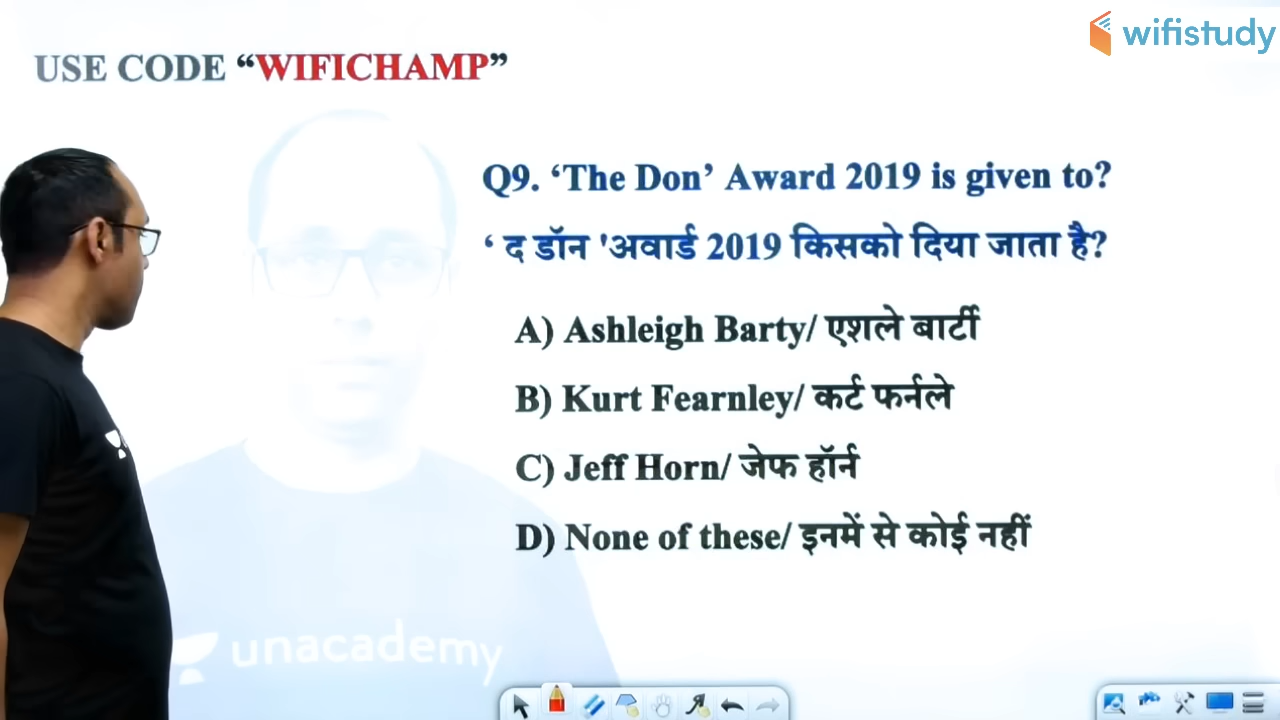 wifistudy
USE CODE “WIFICHAMP”
Q9. ‘The Don’ Award 2019 is given to?
‘ द डॉन 'अवार्ड 2019 किसको दिया जाता है?
A) Ashleigh Barty/ एशले बार्टी
B) Kurt Fearnley/ कर्ट फर्नले
C) Jeff Horn/ जेफ हॉर्न
D) None of these/ इनमें से कोई नहीं
unacademy